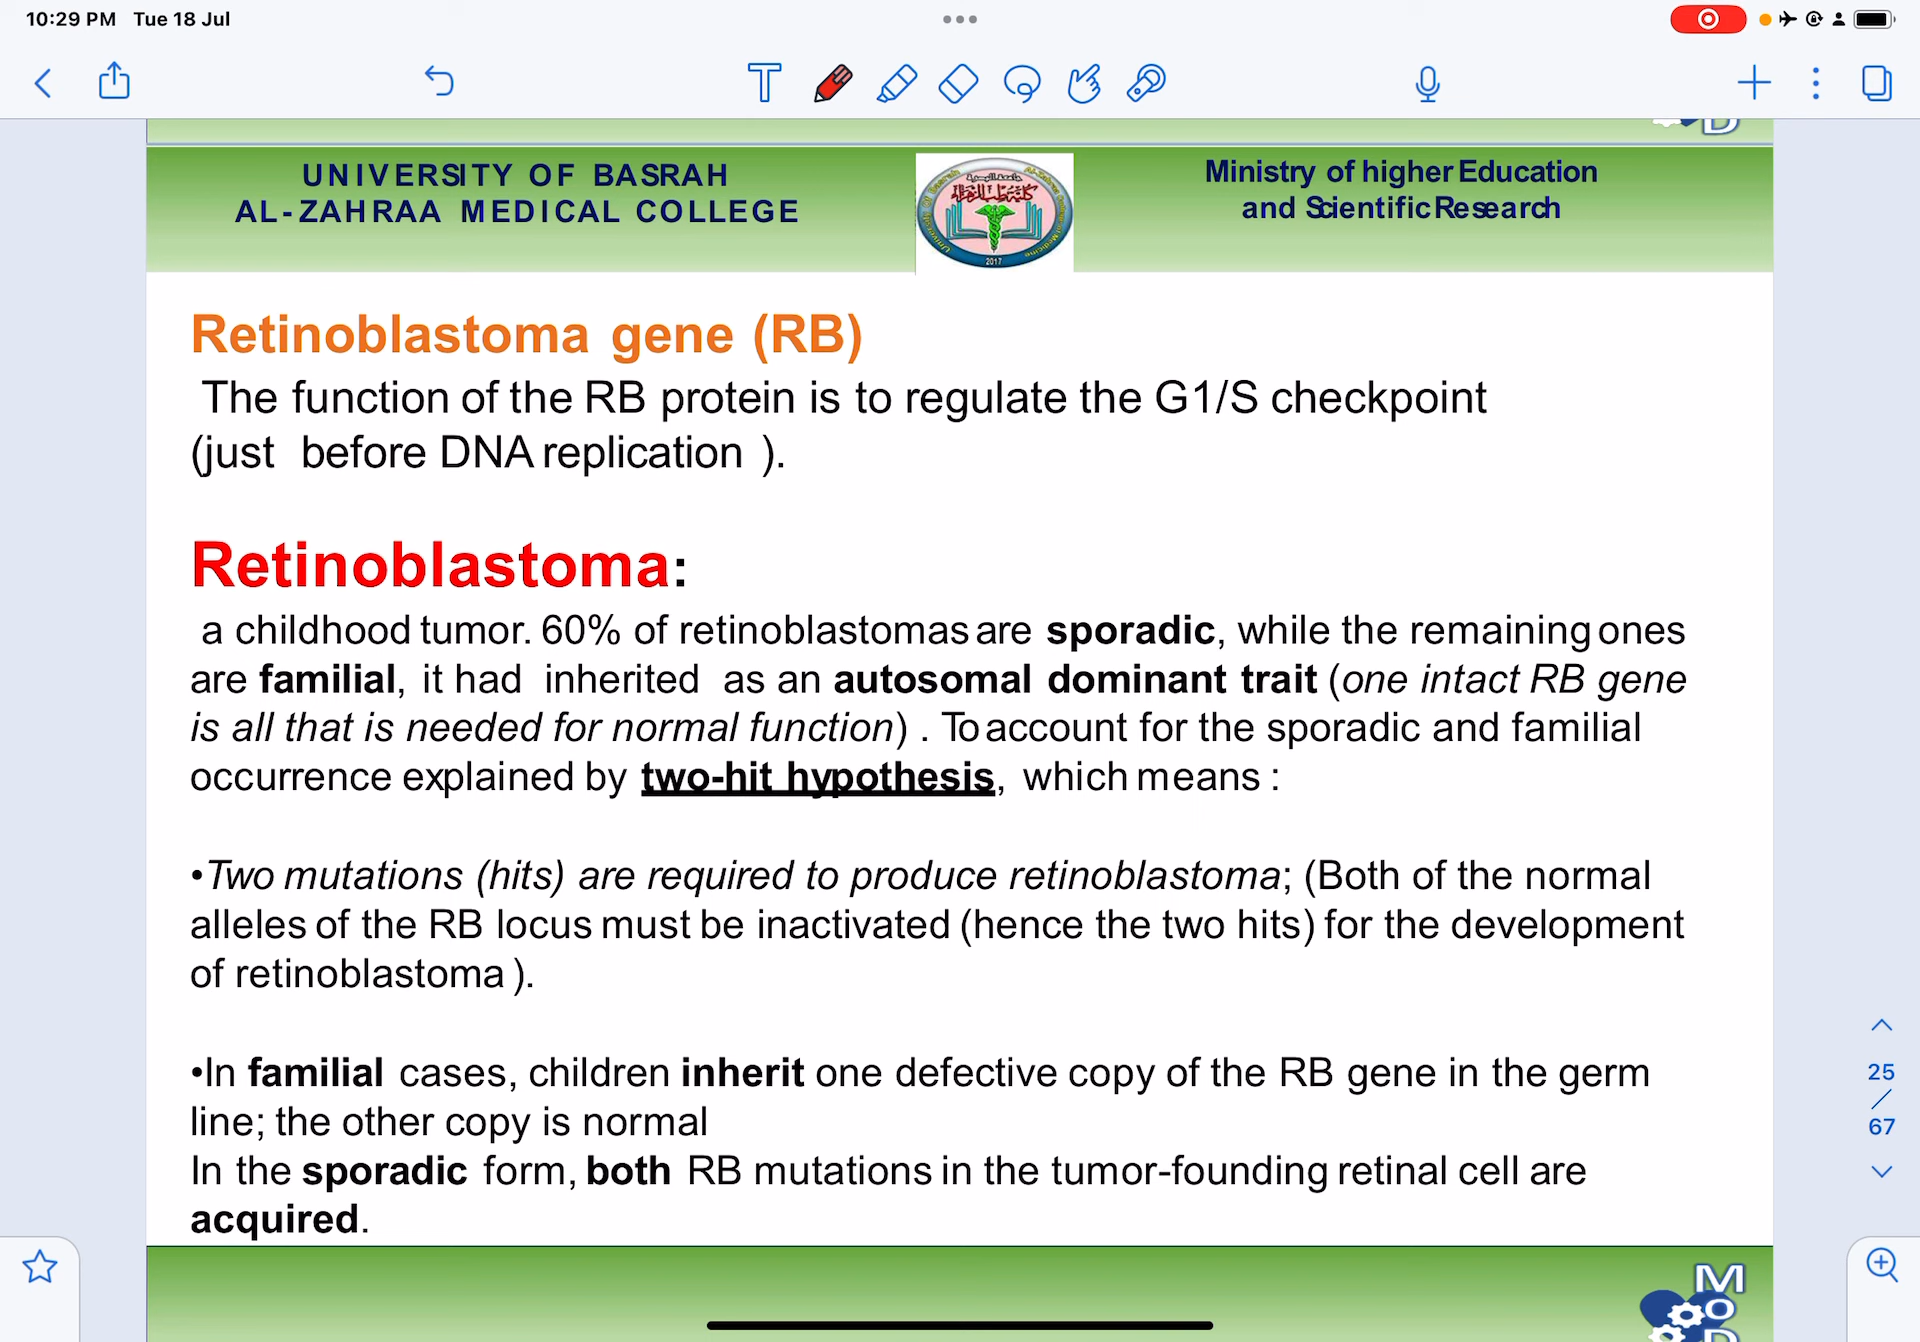 10:29 PM Tue 18 Jul
UNIVERSITY OF BASRAH
AL-ZAHRAA MEDICAL COLLEGE
Ministry of higher Education
and Scientific Research
2017
Retinoblastoma gene (RB)
The function of the RB protein is to regulate the G1/S checkpoint
(just before DNA replication ).
Retinoblastoma:
a childhood tumor. 60% of retinoblastomas are sporadic, while the remaining ones
are familial, it had inherited as an autosomal dominant trait (one intact RB gene
is all that is needed for normal function) . To account for the sporadic and familial
occurrence explained by two-hit hypothesis, which means :
•Two mutations (hits) are required to produce retinoblastoma; (Both of the normal
alleles of the RB locus must be inactivated (hence the two hits) for the development
of retinoblastoma ).
•In familial cases, children inherit one defective copy of the RB gene in the germ
line; the other copy is normal
In the sporadic form, both RB mutations in the tumor-founding retinal cell are
acquired.
25
/
67
M
O
D